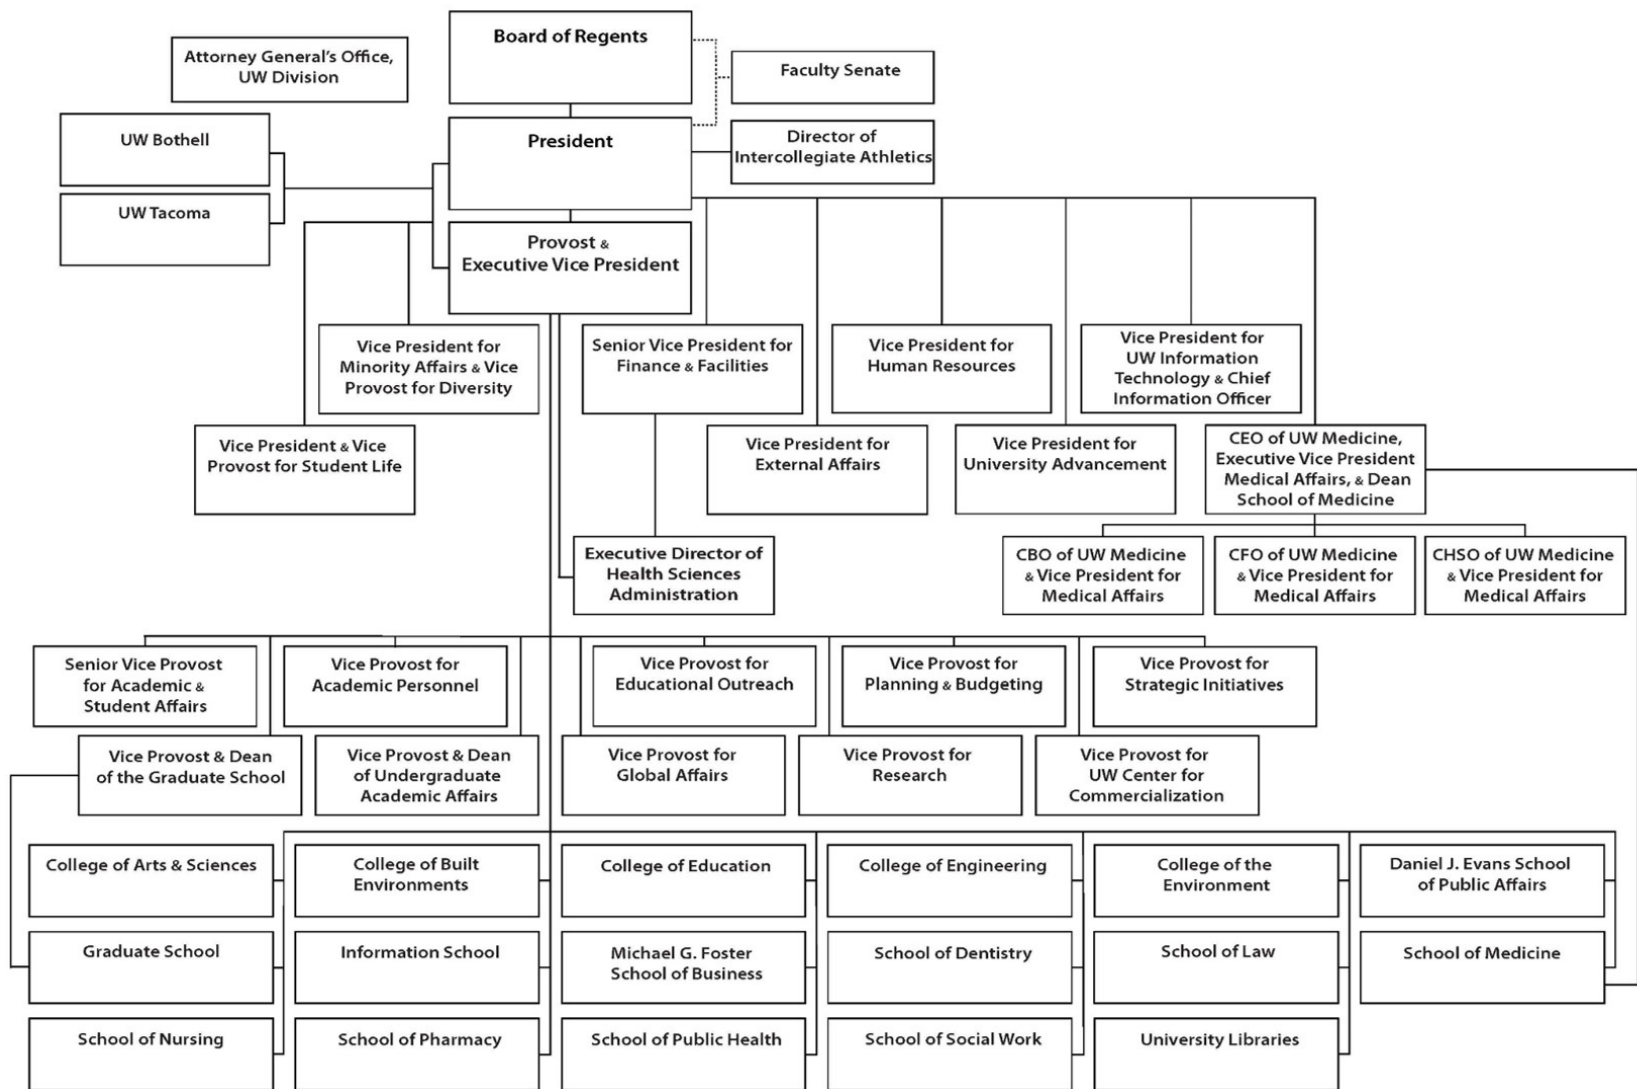 Board of Regents
Attorney General's Office,
UW Division
Faculty Senate
UW Bothell
President
Director of
Intercollegiate Athletics
UW Tacoma
Provost &
Executive Vice President
Vice President for
Minority Affairs & Vice
Provost for Diversity
Senior Vice President for
Finance & Facilities
Vice President for
Human Resources
Vice President for
UW Information
Technology & Chief
Information Officer
Vice President & Vice
Provost for Student Life
Vice President for
External Affairs
Vice President for
University Advancement
CEO of UW Medicine,
Executive Vice President
Medical Affairs, & Dean
School of Medicine
Executive Director of
Health Sciences
Administration
CBO of UW Medicine
& Vice President for
Medical Affairs
CFO of UW Medicine
& Vice President for
Medical Affairs
CHSO of UW Medicine
& Vice President for
Medical Affairs
Senior Vice Provost
for Academic &
Student Affairs
Vice Provost for
Academic Personnel
Vice Provost for
Educational Outreach
Vice Provost for
Planning & Budgeting
Vice Provost for
Strategic Initiatives
Vice Provost & Dean
of the Graduate School
Vice Provost & Dean
of Undergraduate
Academic Affairs
Vice Provost for
Global Affairs
Vice Provost for
Research
Vice Provost for
UW Center for
Commercialization
College of Arts & Sciences
College of Built
Environments
College of Education
College of Engineering
College of the
Environment
Daniel J. Evans School
of Public Affairs
Graduate School
Information School
Michael G. Foster
School of Business
School of Dentistry
School of Law
School of Medicine
School of Nursing
School of Pharmacy
School of Public Health
School of Social Work
University Libraries